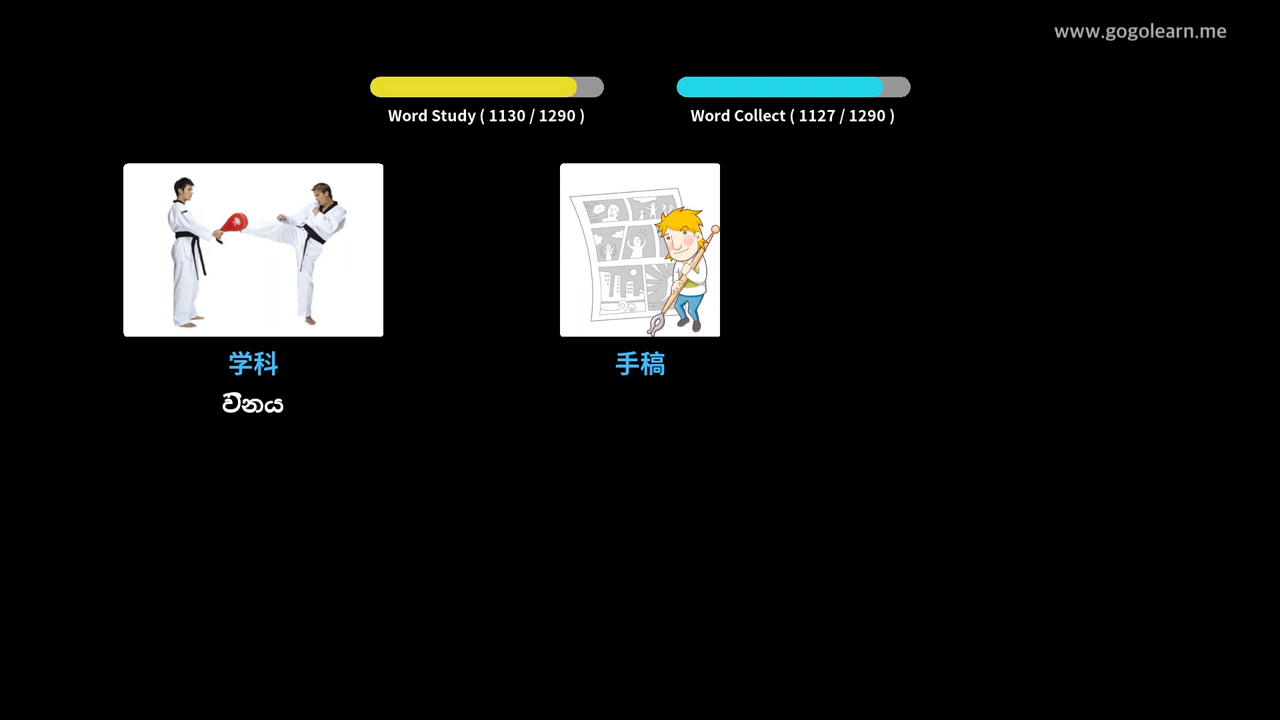 www.gogolearn.me
Word Study ( 1130 / 1290 )
Word Collect ( 1127 / 1290 )
学科
手稿
විනය